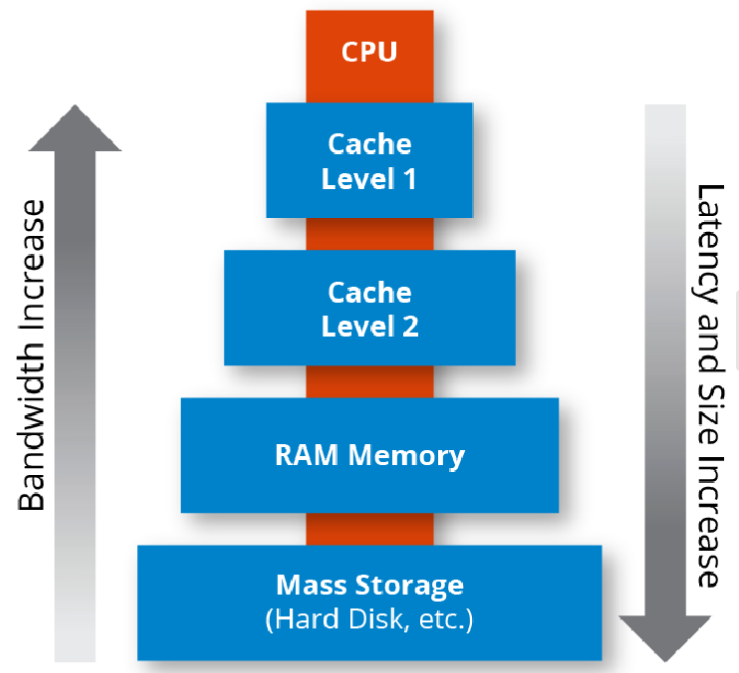 CPU
Cache
Level 1
Cache
Level 2
RAM Memory
Mass Storage
(Hard Disk, etc.)
Bandwidth Increase
Latency and Size Increase